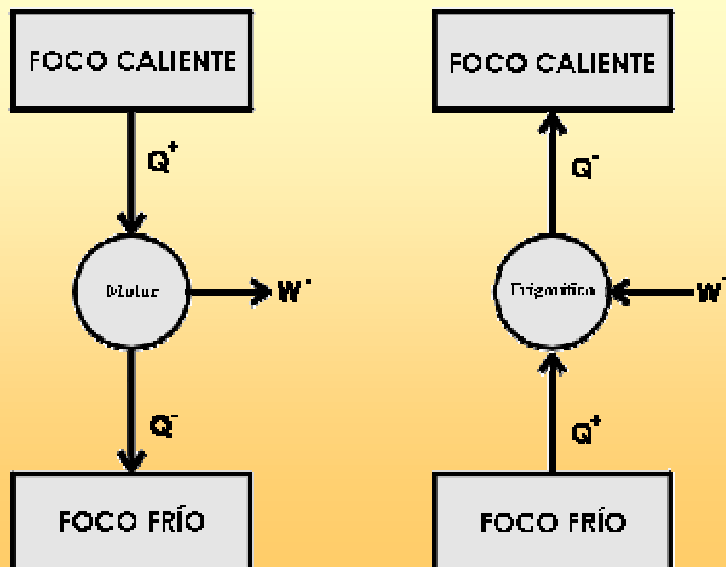 FOCO CALIENTE
Q⁺
Motor
W⁺
Q⁻
FOCO FRÍO
FOCO CALIENTE
Q⁻
Frigorífico
W⁻
Q⁺
FOCO FRÍO